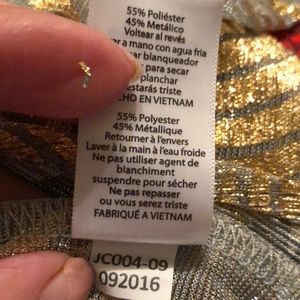 55% Poliéster
45% Metálico
Voltear al revés
a mano con agua fria
blanqueador
para secar
planchar
estarás triste
CHO EN VIETNAM
55% Polyester
45% Métallique
Retourner à l'envers
Laver à la main à l'eau froide
Ne pas utiliser agent de
blanchiment
suspendre pour sécher
Ne pas repasser
ou vous serez triste
FABRIQUÉ A VIETNAM
JC004-09
092016